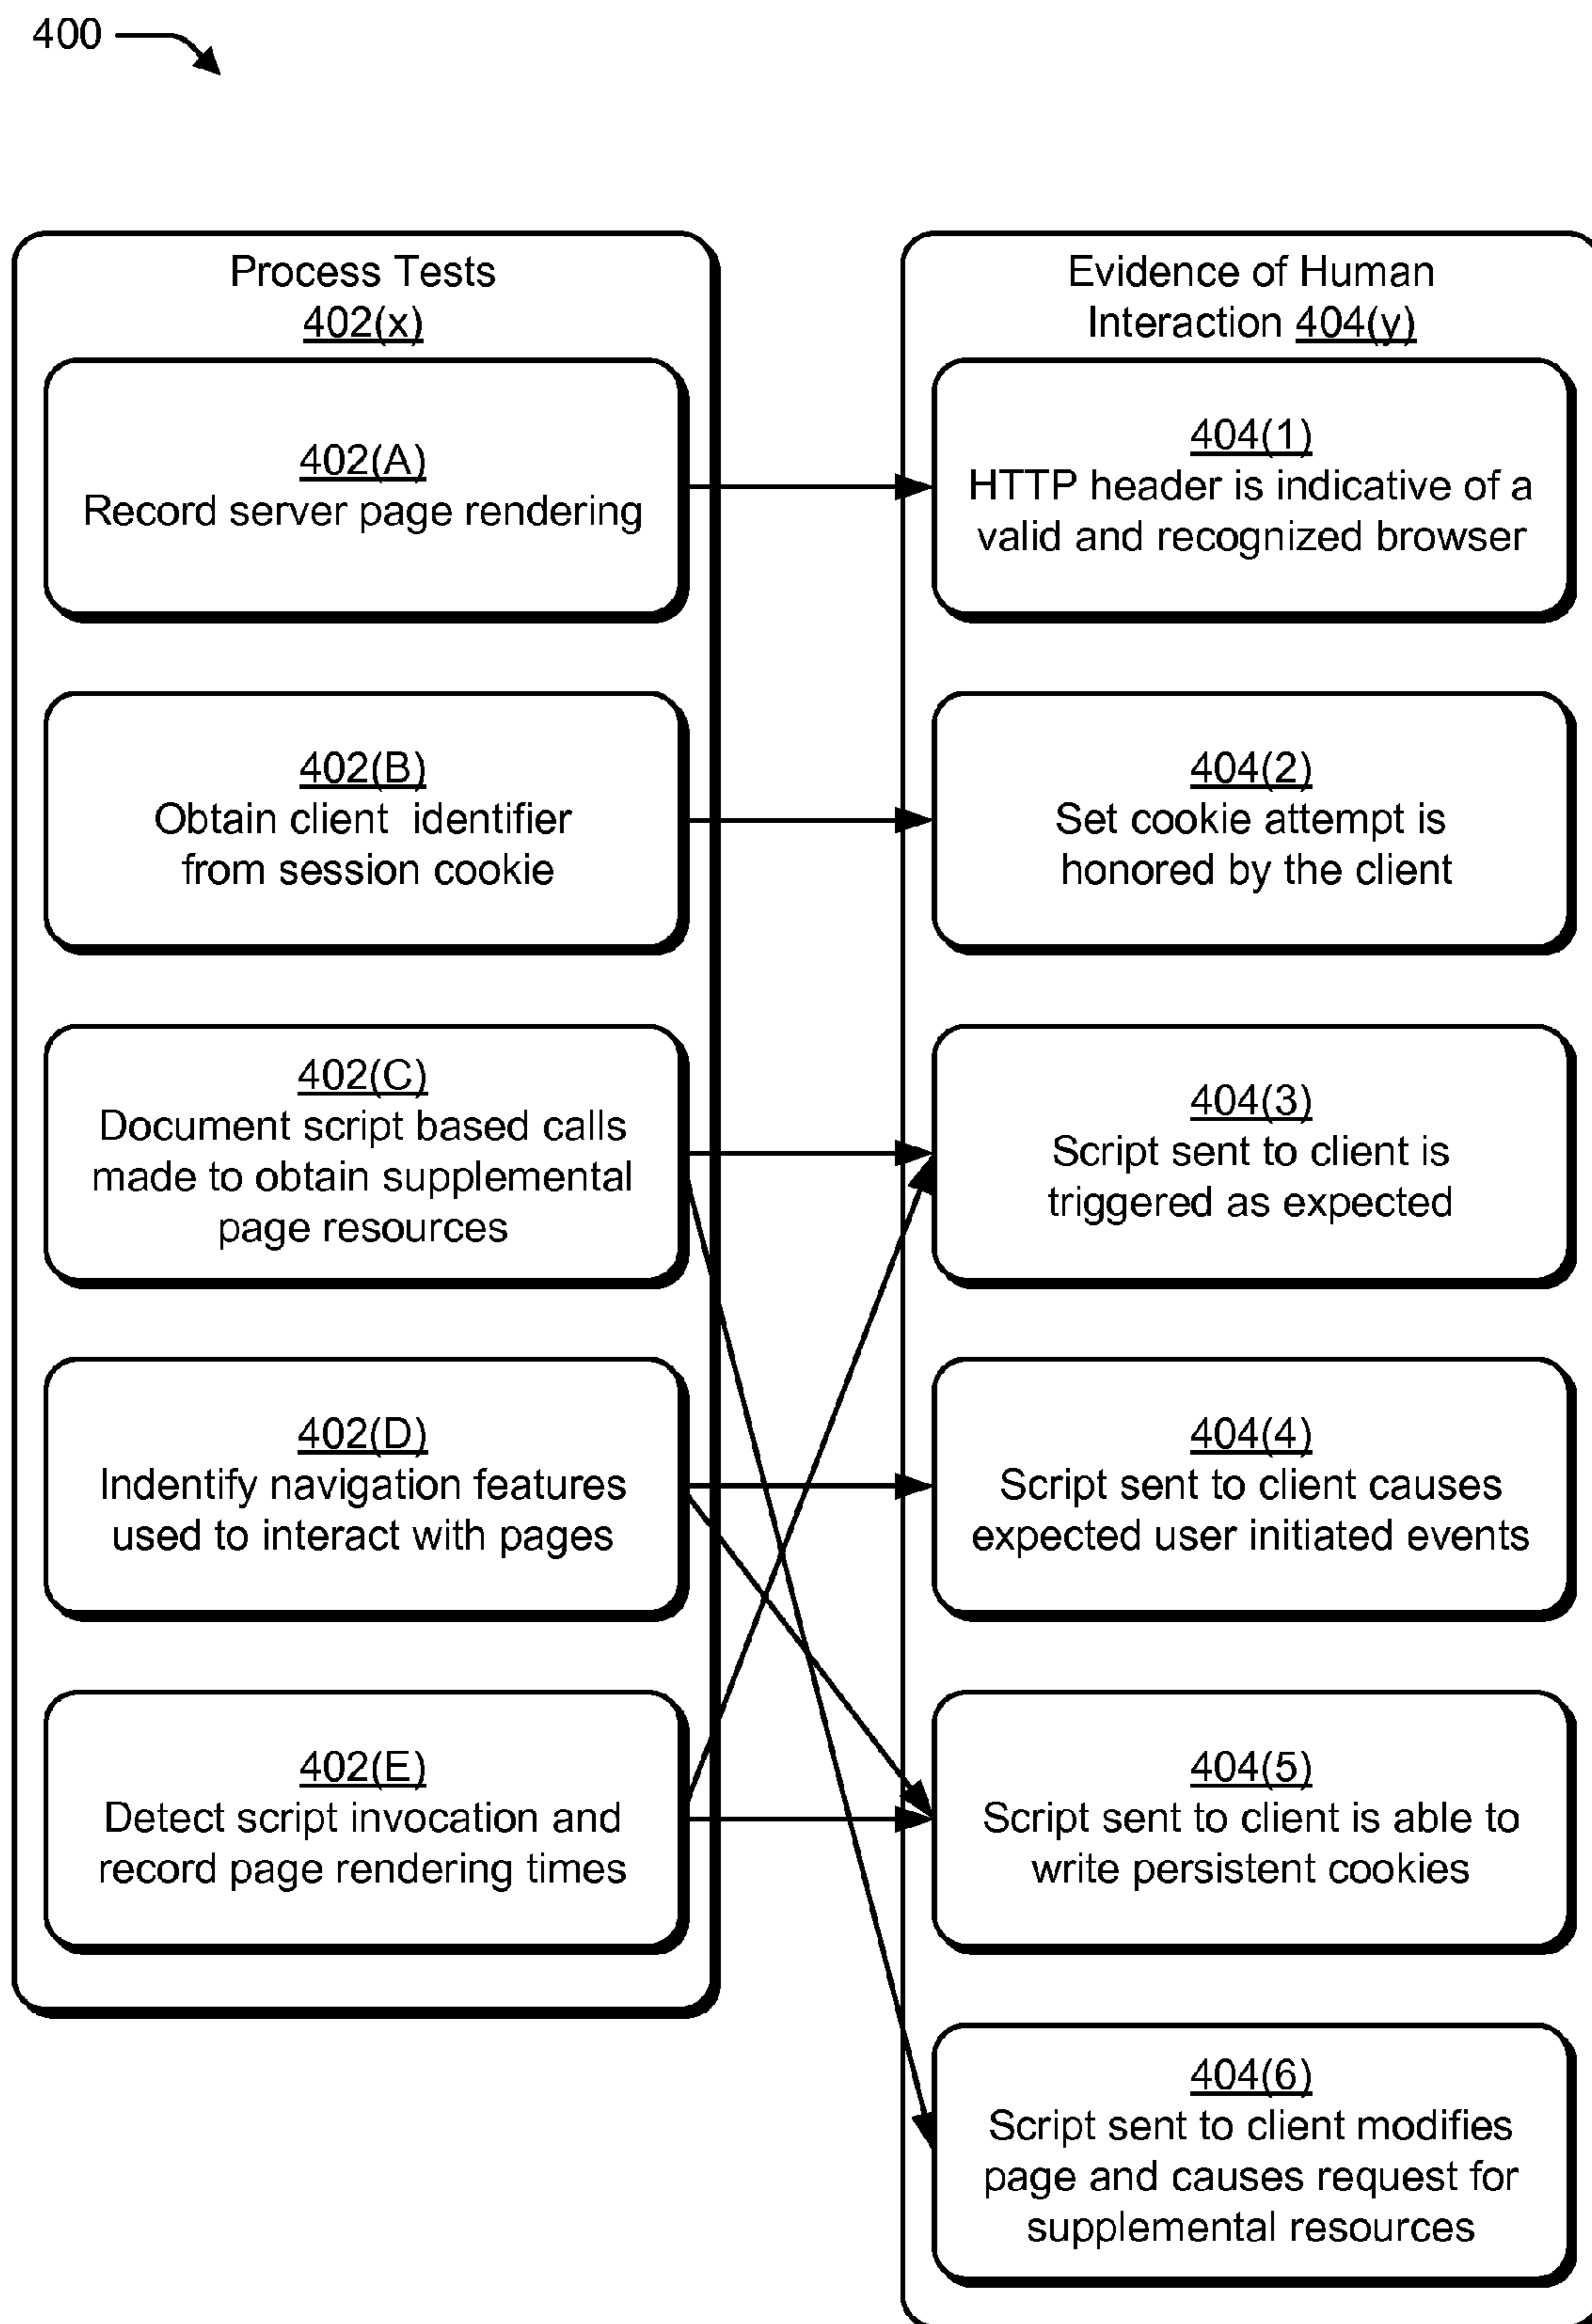 400
Process Tests
402(x)
402(A)
Record server page rendering
402(B)
Obtain client identifier
from session cookie
402(C)
Document script based calls
made to obtain supplemental
page resources
402(D)
Indentify navigation features
used to interact with pages
402(E)
Detect script invocation and
record page rendering times
Evidence of Human
Interaction 404(y)
404(1)
HTTP header is indicative of a
valid and recognized browser
404(2)
Set cookie attempt is
honored by the client
404(3)
Script sent to client is
triggered as expected
404(4)
Script sent to client causes
expected user initiated events
404(5)
Script sent to client is able to
write persistent cookies
404(6)
Script sent to client modifies
page and causes request for
supplemental resources